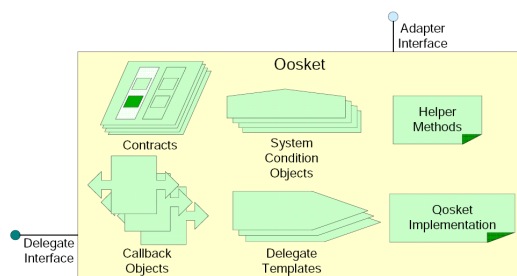 Adapter
Interface
Oosket
Contracts
System
Condition
Objects
Helper
Methods
Delegate
Interface
Callback
Objects
Delegate
Templates
Qosket
Implementation